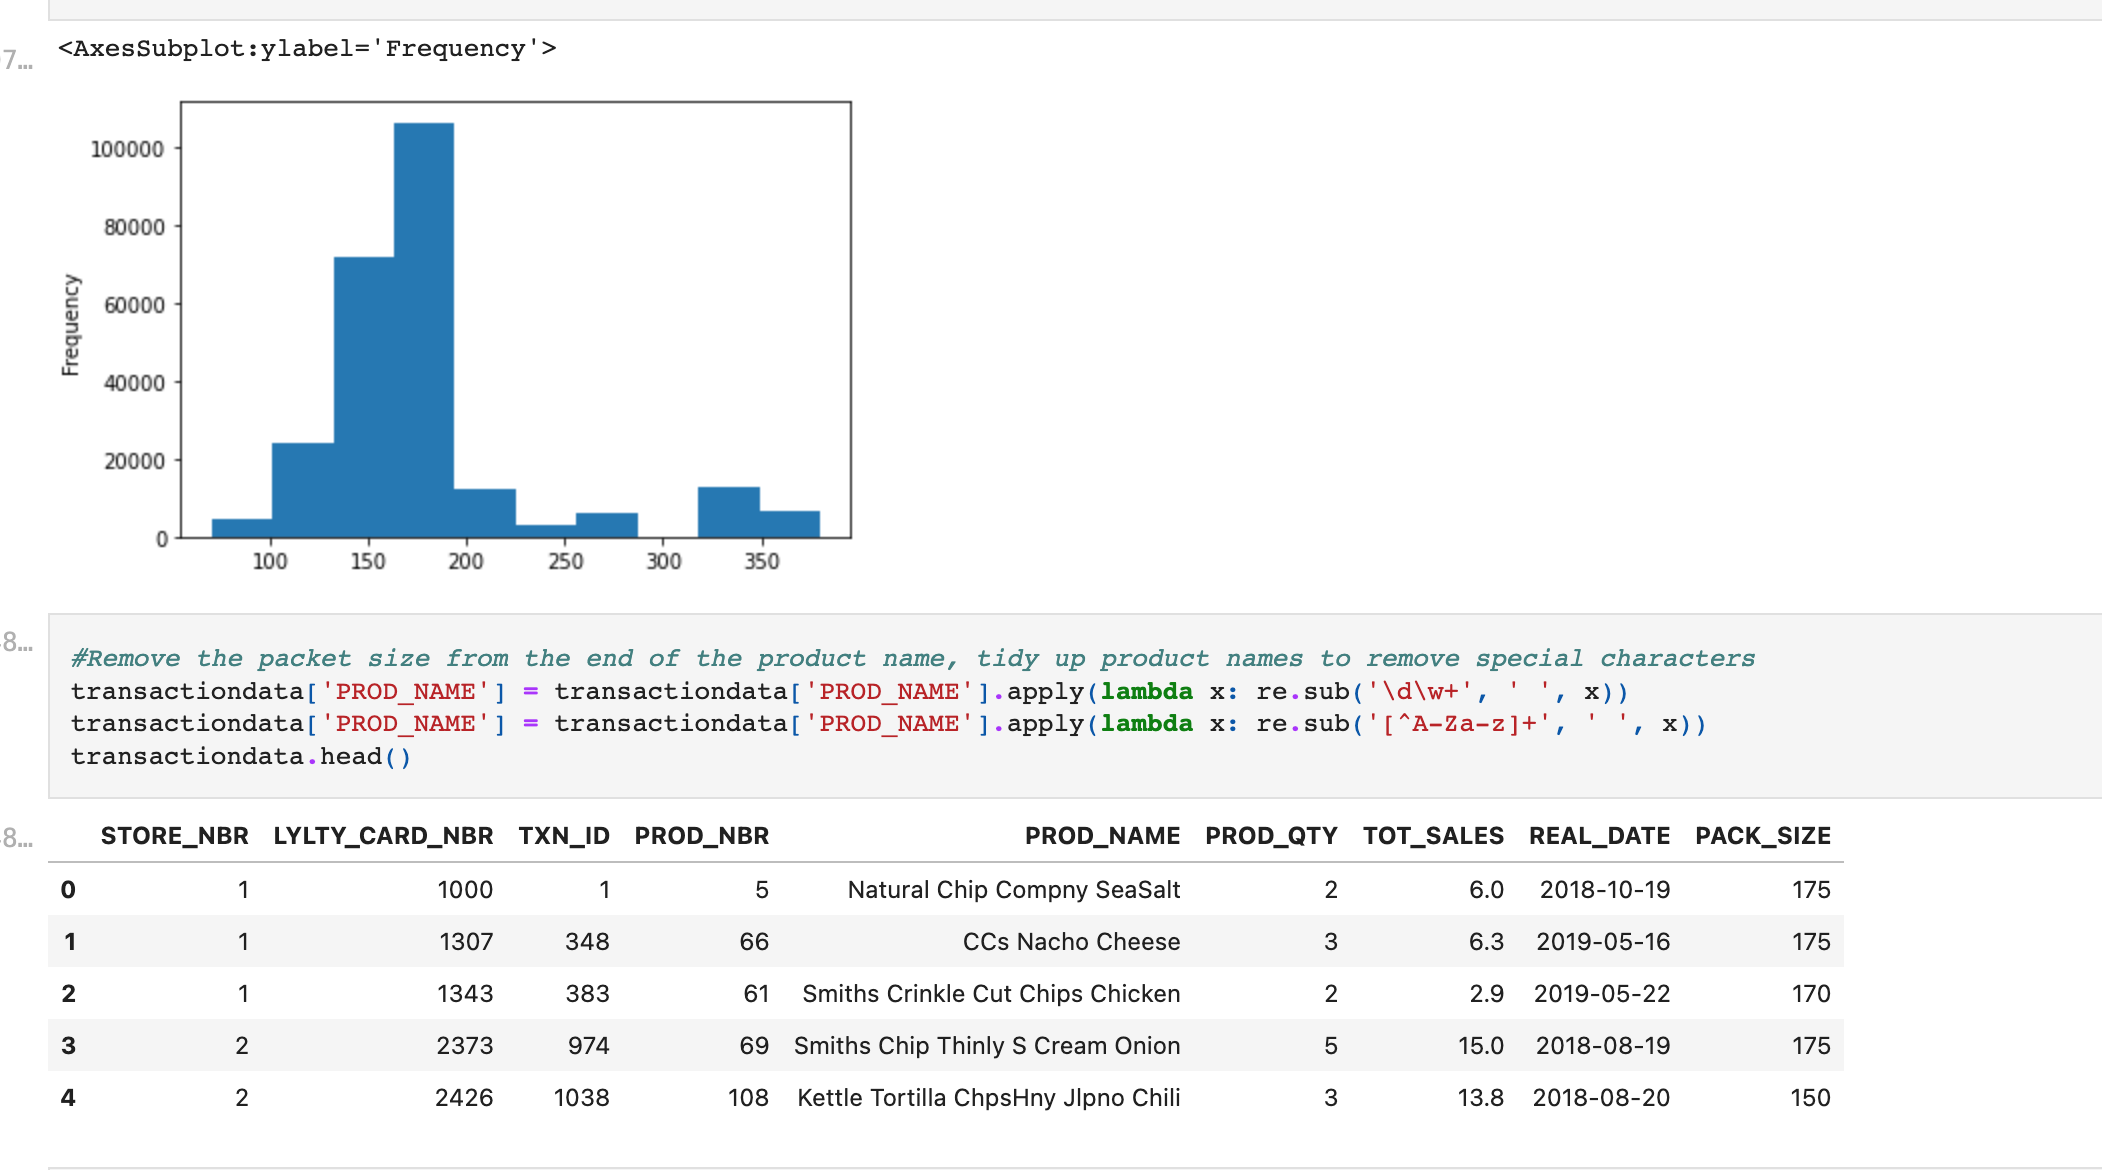 <AxesSubplot:ylabel='Frequency'>
7...
100000
80000
60000
40000
20000
0
Frequency
100 150 200 250 300 350
8...
#Remove the packet size from the end of the product name, tidy up product names to remove special characters
transactiondata['PROD_NAME'] = transactiondata['PROD_NAME'].apply(lambda x: re.sub('\d\w+', ' ', x))
transactiondata['PROD_NAME'] = transactiondata['PROD_NAME'].apply(lambda x: re.sub('[^A-Za-z]+', ' ', x))
transactiondata.head()
8...
STORE_NBR LYLTY_CARD_NBR TXN_ID PROD_NBR PROD_NAME PROD_QTY TOT_SALES REAL_DATE PACK_SIZE
0 1 1000 1 5 Natural Chip Compny SeaSalt 2 6.0 2018-10-19 175
1 1 1307 348 66 CCs Nacho Cheese 3 6.3 2019-05-16 175
2 1 1343 383 61 Smiths Crinkle Cut Chips Chicken 2 2.9 2019-05-22 170
3 2 2373 974 69 Smiths Chip Thinly S Cream Onion 5 15.0 2018-08-19 175
4 2 2426 1038 108 Kettle Tortilla ChpsHny Jlpno Chili 3 13.8 2018-08-20 150